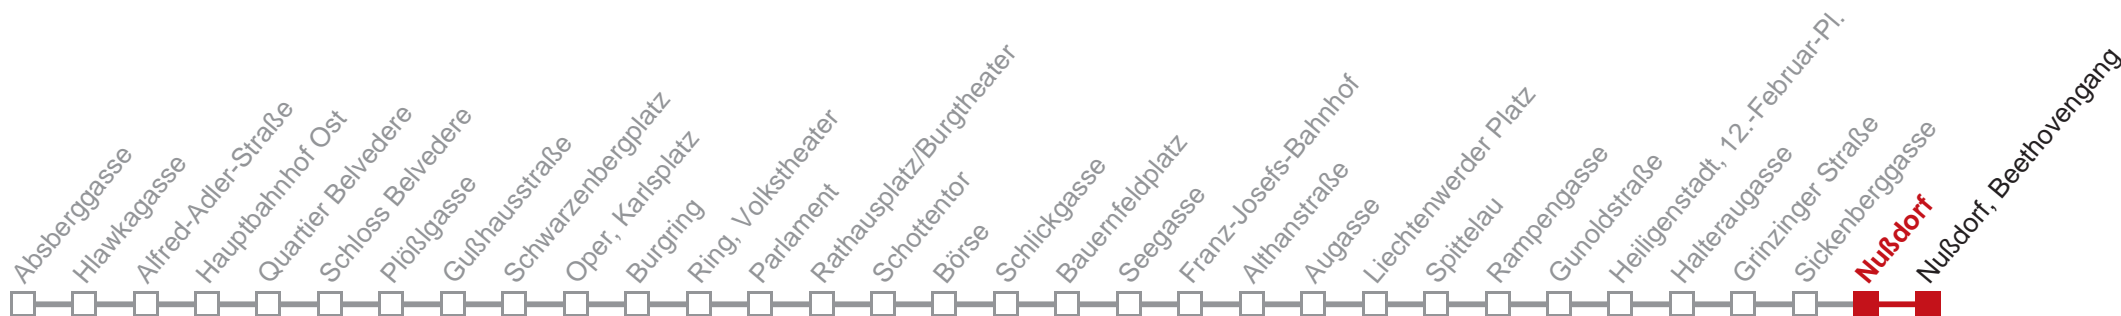 Absberggasse
Hlawkagasse
Alfred-Adler-Straße
Hauptbahnhof Ost
Quartier Belvedere
Schloss Belvedere
Plößlgasse
Gußhausstraße
Schwarzenbergplatz
Oper, Karlsplatz
Burgring
Ring, Volkstheater
Parlament
Rathausplatz/Burgtheater
Schottentor
Börse
Schlickgasse
Bauernfeldplatz
Seegasse
Franz-Josefs-Bahnhof
Althanstraße
Augasse
Liechtenwerder Platz
Spittelau
Rampengasse
Gunoldstraße
Heiligenstadt, 12.-Februar-Pl.
Halteraugasse
Grinzinger Straße
Sickenberggasse
Nußdorf
Nußdorf, Beethovengang